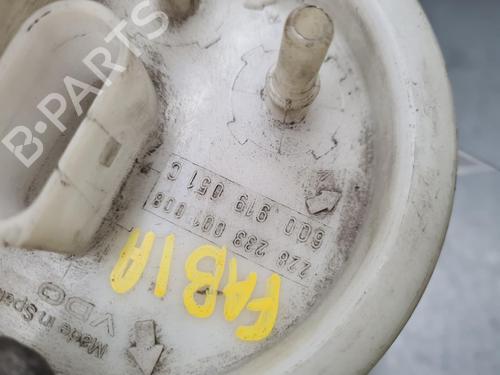 B-PARTS
6Q0 919 051 C
228 233 001 008
FABIA
Made in Spain
VDO